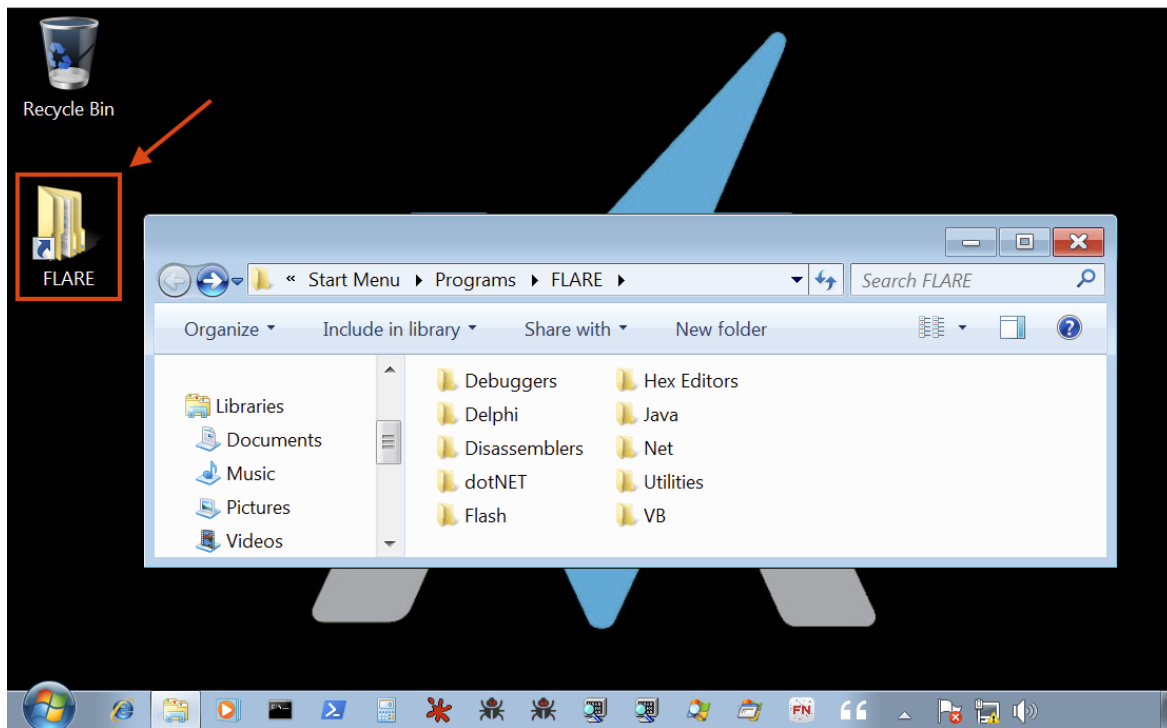 Recycle Bin
FLARE
« Start Menu Programs FLARE
Search FLARE
Organize Include in library Share with New folder
Libraries
Documents
Music
Pictures
Videos
Debuggers Hex Editors
Delphi Java
Disassemblers Net
dotNET Utilities
Flash VB
FN